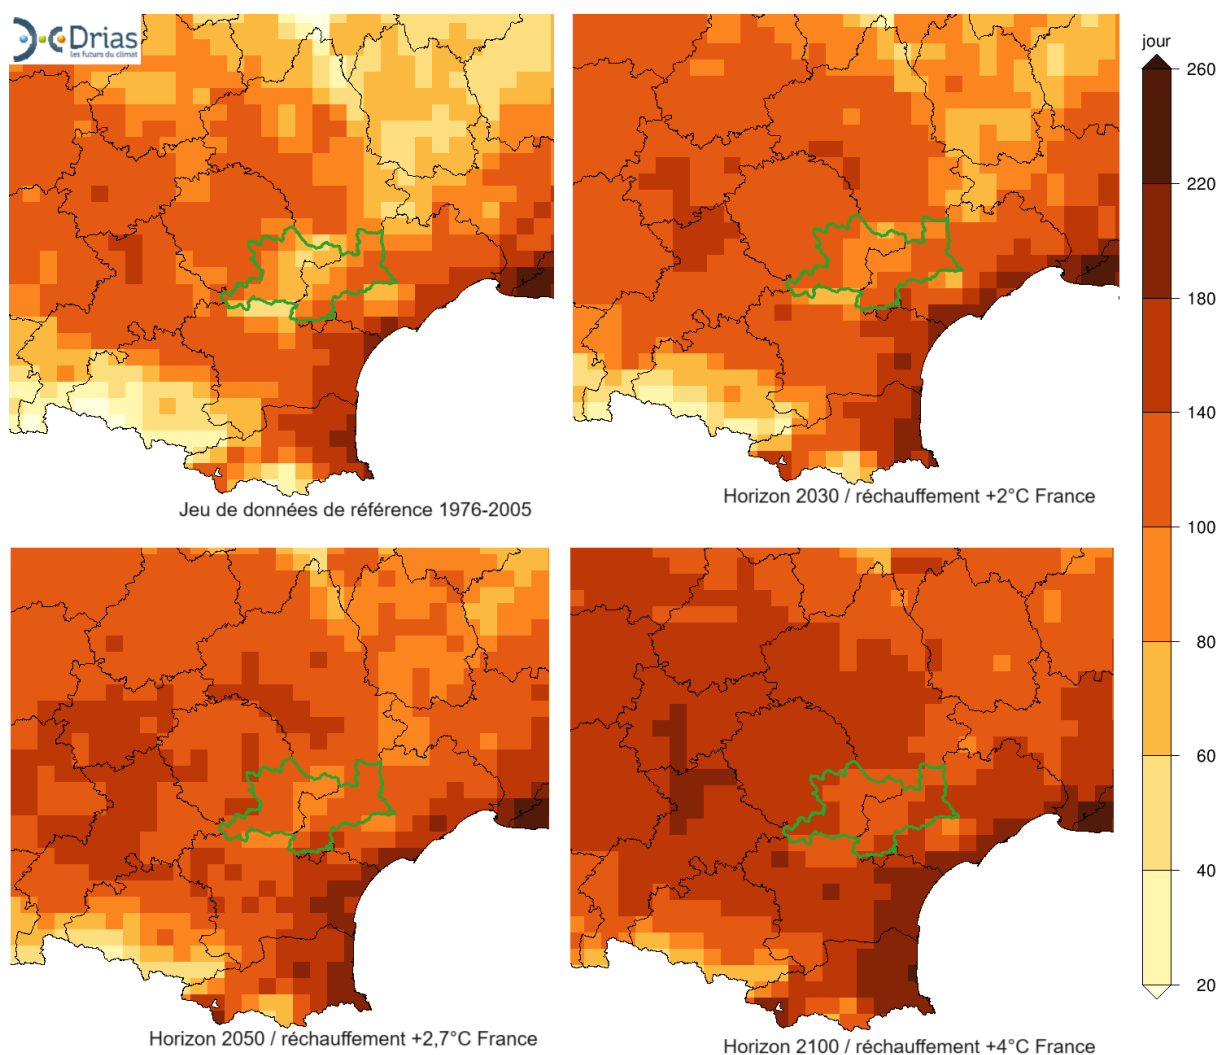 Drias
les futurs du climat
jour
260
220
180
140
100
80
60
40
20
Jeu de données de référence 1976-2005
Horizon 2030 / réchauffement +2°C France
Horizon 2050 / réchauffement +2,7°C France
Horizon 2100 / réchauffement +4°C France